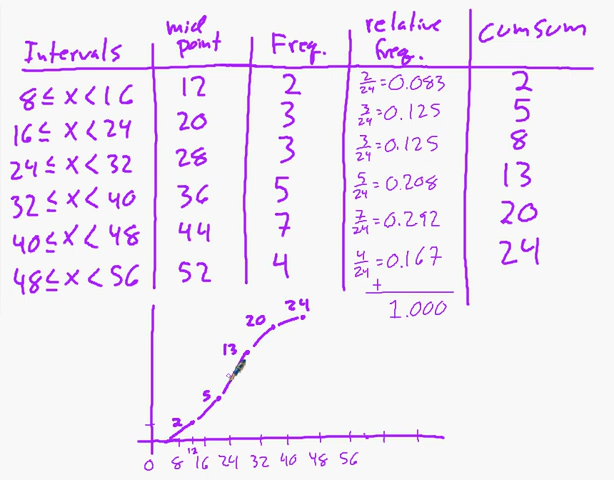 Intervals mid point Freq. relative freq. cumsum
8 ≤ x < 16 12 2 2/24 = 0.083 2
16 ≤ x < 24 20 3 3/24 = 0.125 5
24 ≤ x < 32 28 3 3/24 = 0.125 8
32 ≤ x < 40 36 5 5/24 = 0.208 13
40 ≤ x < 48 44 7 7/24 = 0.292 20
48 ≤ x < 56 52 4 4/24 = 0.167 24
+
1.000
24
20
13
5
2
12
0 8 16 24 32 40 48 56